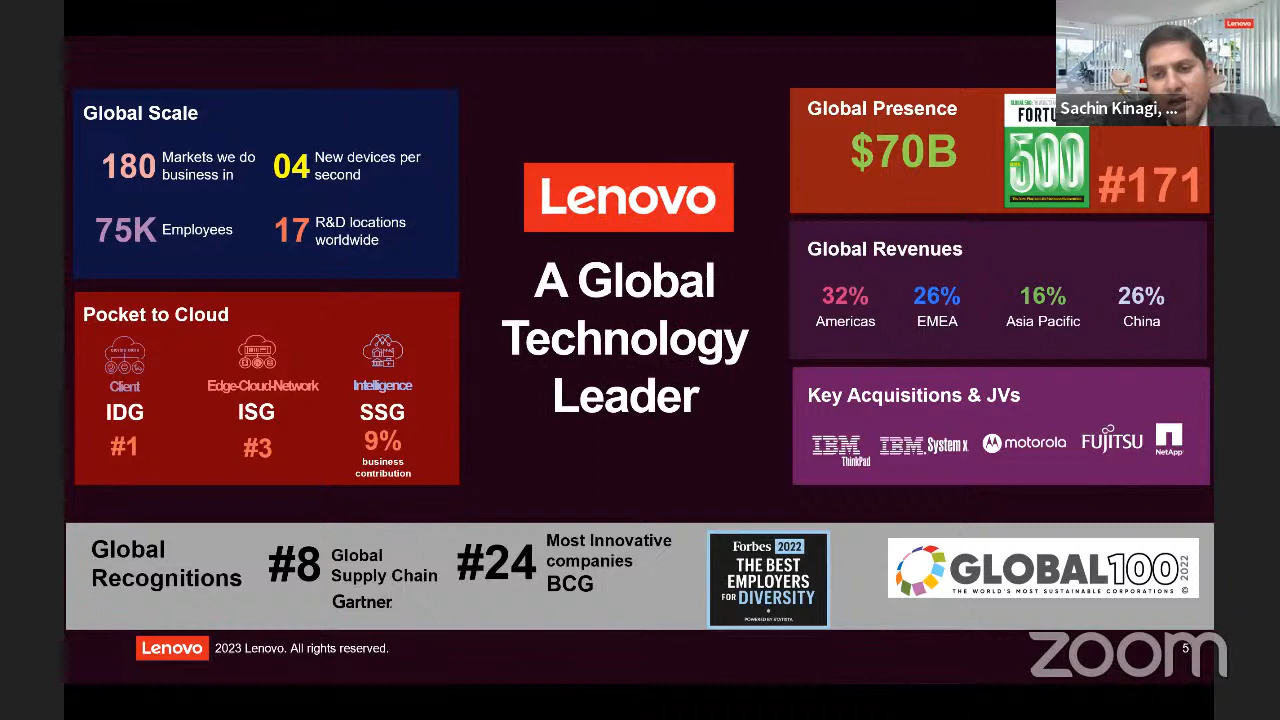 Global Scale
180 Markets we do business in
04 New devices per second
75K Employees
17 R&D locations worldwide
Pocket to Cloud
Client
IDG
#1
Edge-Cloud-Network
ISG
#3
Intelligence
SSG
9%
business
contribution
Lenovo
A Global
Technology
Leader
Global Presence
$70B
500
#171
Lenovo
Sachin Kinagi, ...
Global Revenues
32% 26% 16% 26%
Americas EMEA Asia Pacific China
Key Acquisitions & JVs
IBM ThinkPad
IBM System x
motorola
FUJITSU
NetApp
Global
Recognitions
#8 Global
Supply Chain
Gartner
#24 Most Innovative
companies
BCG
Forbes 2022
THE BEST
EMPLOYERS
FOR DIVERSITY
POWERED BY STATISTA
GLOBAL100
THE WORLD'S MOST SUSTAINABLE CORPORATIONS
© 2022
Lenovo 2023 Lenovo. All rights reserved.
5
zoom